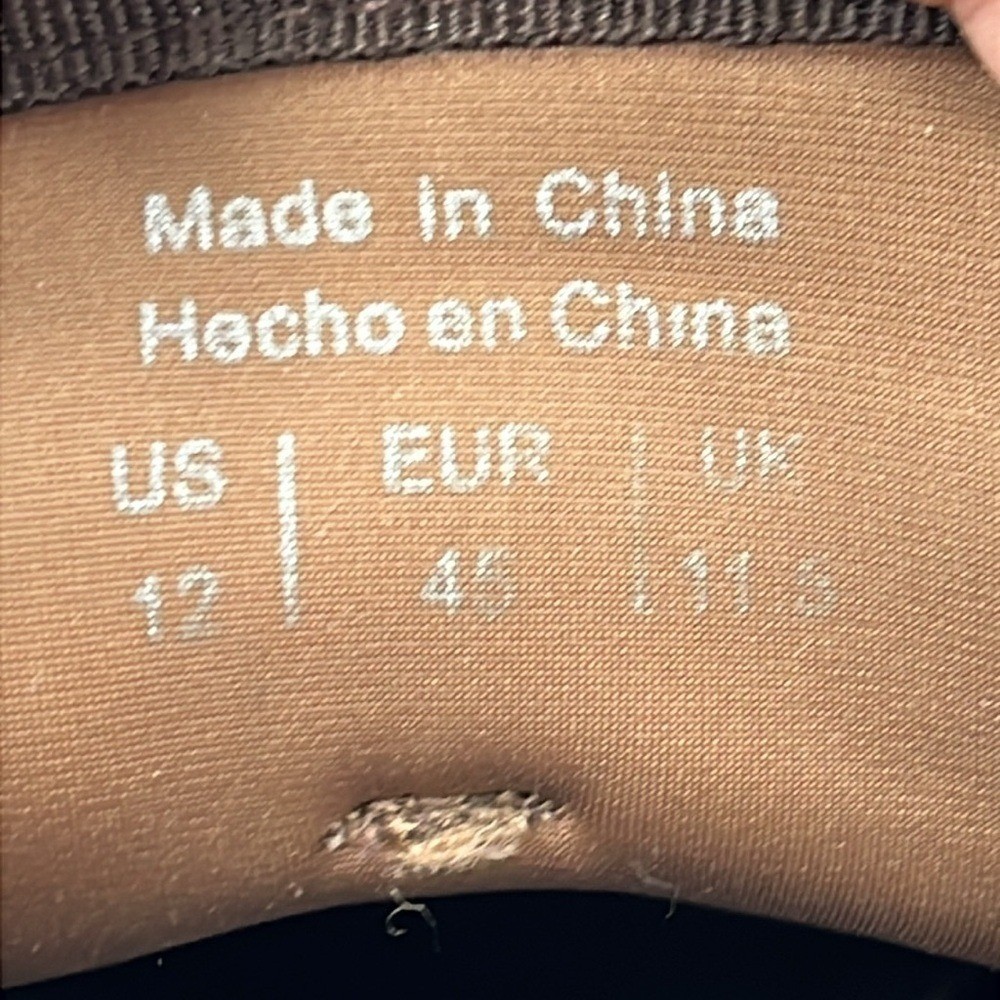 Made in China
Hecho en China
US | EUR | UK
12 | 45 | 11.5